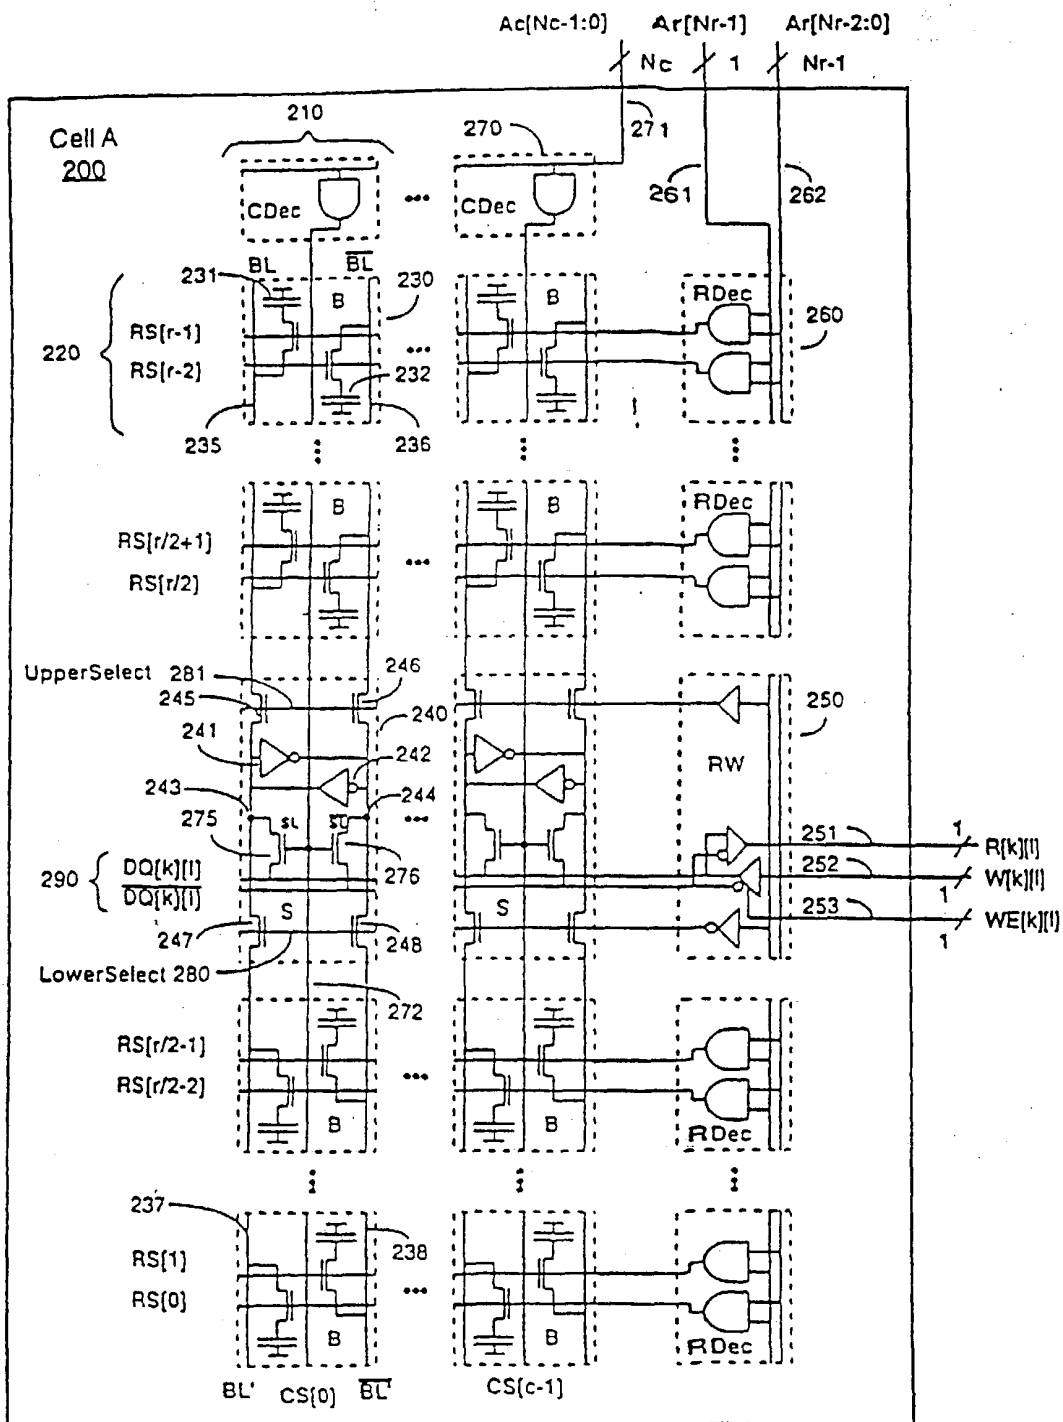 Ac[Nc-1:0] Ar[Nr-1] Ar[Nr-2:0]
Nc 1 Nr-1
Cell A
200
210
270
271
261
262
CDec
CDec
BL
B̅L̅
231
B
230
B
RDec
260
RS[r-1]
220
RS[r-2]
232
235
236
B
B
RDec
RS[r/2+1]
RS[r/2]
UpperSelect 281
246
245
240
250
241
242
RW
243
244
275
SL
S̅L̅
251
R[k][l]
290
DQ[k][l]
276
252
W[k][l]
D̅Q̅[k][l]
1
1
S
S
253
WE[k][l]
247
248
1
LowerSelect 280
272
RS[r/2-1]
RS[r/2-2]
B
B
RDec
237
238
RS[1]
RS[0]
B
B
RDec
BL' CS[0] B̅L̅' CS[c-1]